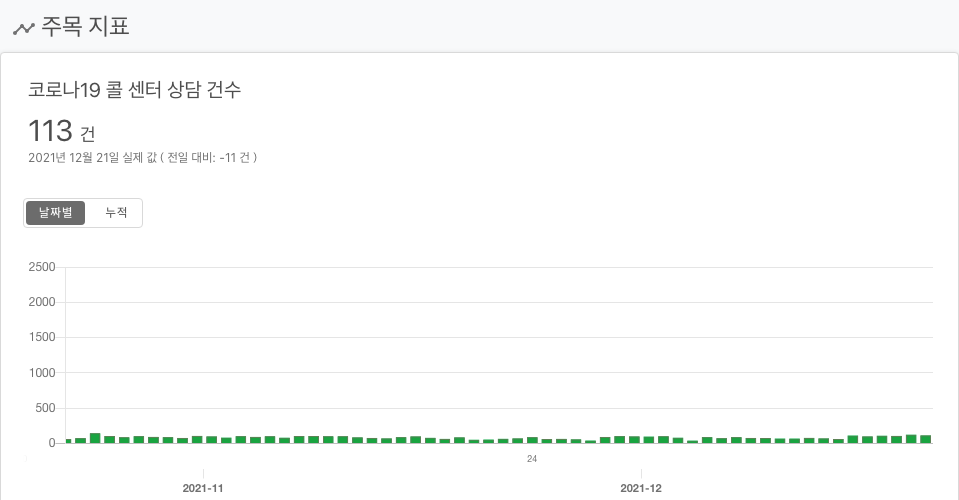 주목 지표
코로나19 콜 센터 상담 건수
113 건
2021년 12월 21일 실제 값 ( 전일 대비: -11 건 )
날짜별 누적
2500
2000
1500
1000
500
0
24
2021-11 2021-12